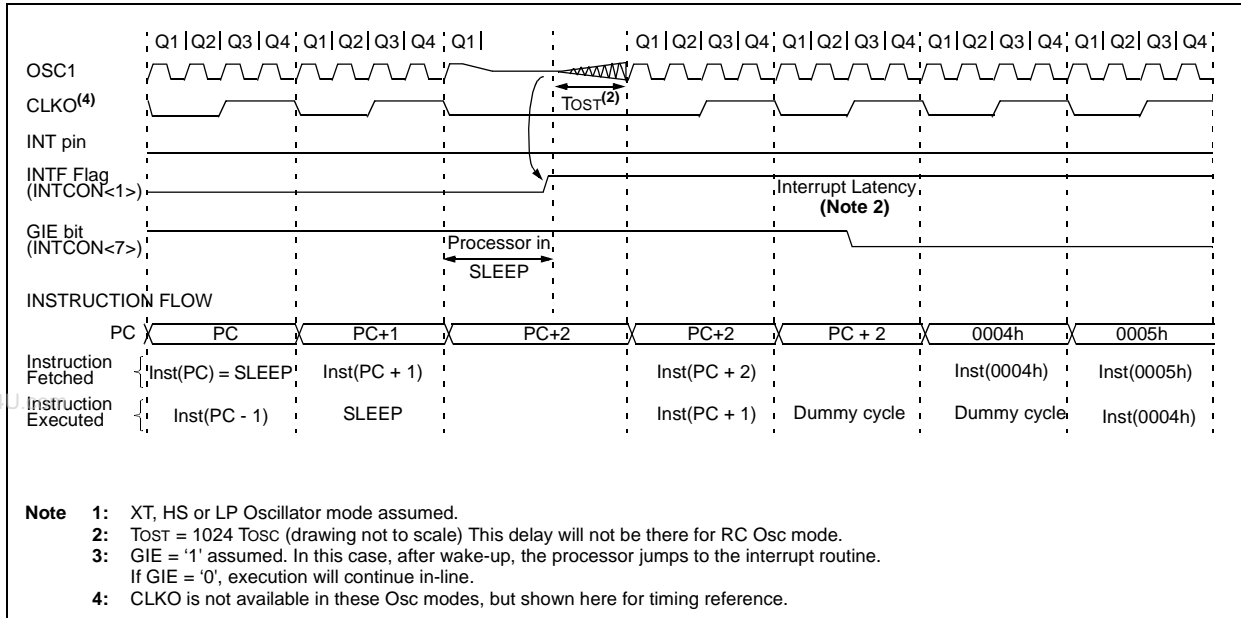 Q1 Q2 Q3 Q4 Q1 Q2 Q3 Q4 Q1 Q1 Q2 Q3 Q4 Q1 Q2 Q3 Q4 Q1 Q2 Q3 Q4 Q1 Q2 Q3 Q4
OSC1
CLKO(4)
TOST(2)
INT pin
INTF Flag
(INTCON<1>)
Interrupt Latency
(Note 2)
GIE bit
(INTCON<7>)
Processor in
SLEEP
INSTRUCTION FLOW
PC PC PC+1 PC+2 PC+2 PC + 2 0004h 0005h
Instruction
Fetched
Inst(PC) = SLEEP Inst(PC + 1) Inst(PC + 2) Inst(0004h) Inst(0005h)
Instruction
Executed
Inst(PC - 1) SLEEP Inst(PC + 1) Dummy cycle Dummy cycle Inst(0004h)
Note 1: XT, HS or LP Oscillator mode assumed.
2: TOST = 1024 TOSC (drawing not to scale) This delay will not be there for RC Osc mode.
3: GIE = '1' assumed. In this case, after wake-up, the processor jumps to the interrupt routine.
If GIE = '0', execution will continue in-line.
4: CLKO is not available in these Osc modes, but shown here for timing reference.